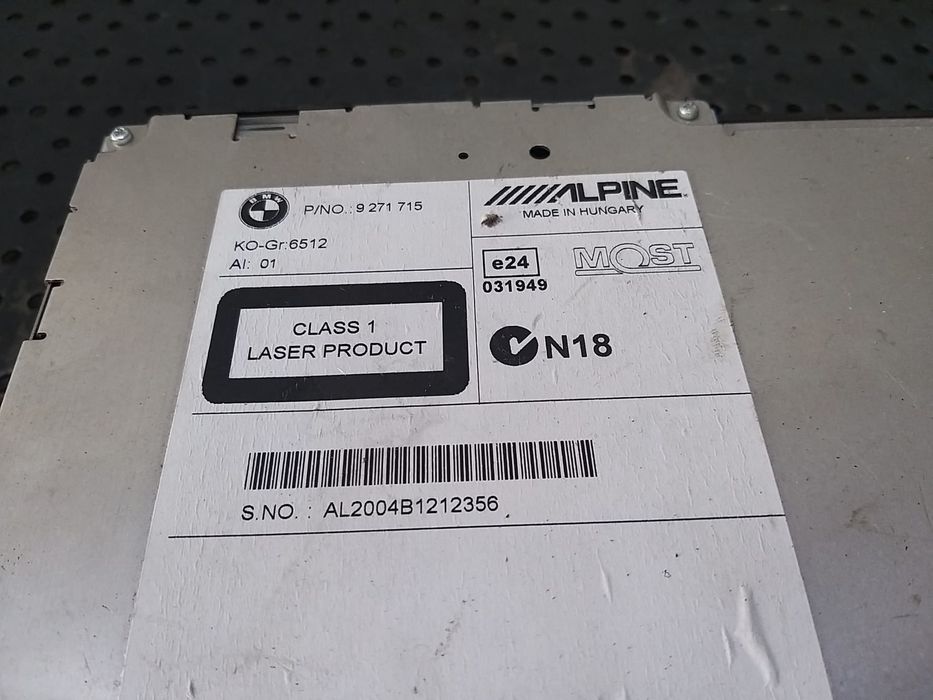 BMW
P/NO.: 9 271 715
KO-Gr:6512
AI: 01
CLASS 1
LASER PRODUCT
ALPINE
MADE IN HUNGARY
e24
031949
MOST
N18
S.NO. : AL2004B1212356